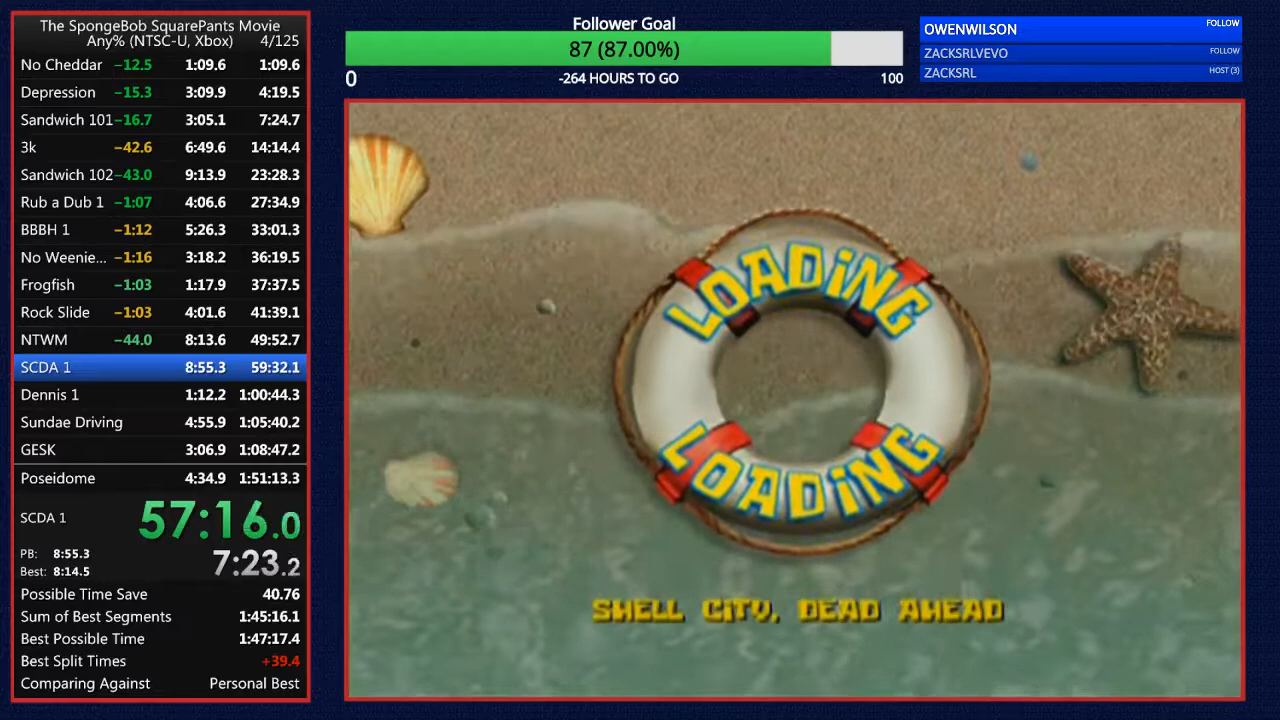 The SpongeBob SquarePants Movie
Any% (NTSC-U, Xbox) 4/125
No Cheddar −12.5 1:09.6 1:09.6
Depression −15.3 3:09.9 4:19.5
Sandwich 101 −16.7 3:05.1 7:24.7
3k −42.6 6:49.6 14:14.4
Sandwich 102 −43.0 9:13.9 23:28.3
Rub a Dub 1 −1:07 4:06.6 27:34.9
BBBH 1 −1:12 5:26.3 33:01.3
No Weenie... −1:16 3:18.2 36:19.5
Frogfish −1:03 1:17.9 37:37.5
Rock Slide −1:03 4:01.6 41:39.1
NTWM −44.0 8:13.6 49:52.7
SCDA 1 8:55.3 59:32.1
Dennis 1 1:12.2 1:00:44.3
Sundae Driving 4:55.9 1:05:40.2
GESK 3:06.9 1:08:47.2
Poseidome 4:34.9 1:51:13.3
SCDA 1 57:16.0
PB: 8:55.3
Best: 8:14.5
7:23.2
Possible Time Save 40.76
Sum of Best Segments 1:45:16.1
Best Possible Time 1:47:17.4
Best Split Times +39.4
Comparing Against Personal Best
Follower Goal
87 (87.00%)
0 -264 HOURS TO GO 100
OWENWILSON FOLLOW
ZACKSRLVEVO FOLLOW
ZACKSRL HOST (3)
LOADiNG
LOADiNG
SHELL CITY, DEAD AHEAD